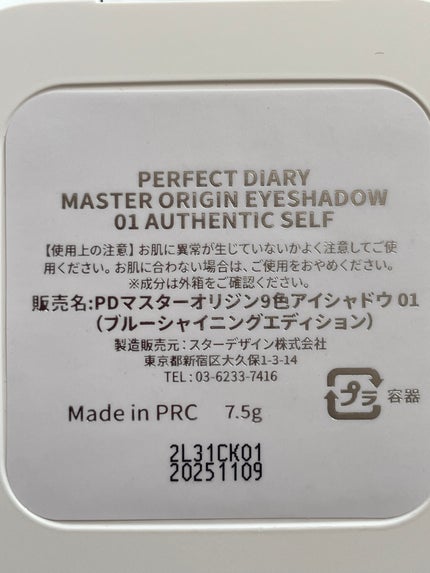 PERFECT DIARY
MASTER ORIGIN EYESHADOW
01 AUTHENTIC SELF
【使用上の注意】お肌に異常が生じていないかよく注意してご使
用ください。お肌に合わない場合は、ご使用をおやめください。
※成分は外箱をご確認ください。
販売名:PDマスターオリジン9色アイシャドウ 01
（ブルーシャイニングエディション）
製造販売元：スターデザイン株式会社
東京都新宿区大久保1-3-14
TEL : 03-6233-7416
プラ 容器
Made in PRC 7.5g
2L31CK01
20251109